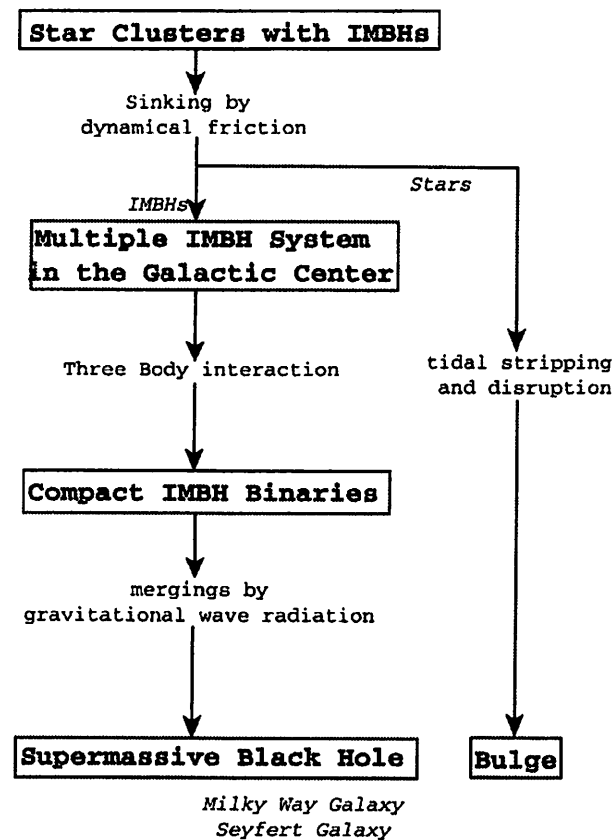 Star Clusters with IMBHs
Sinking by
dynamical friction
Stars
IMBHs
Multiple IMBH System
in the Galactic Center
Three Body interaction
tidal stripping
and disruption
Compact IMBH Binaries
mergings by
gravitational wave radiation
Supermassive Black Hole
Bulge
Milky Way Galaxy
Seyfert Galaxy